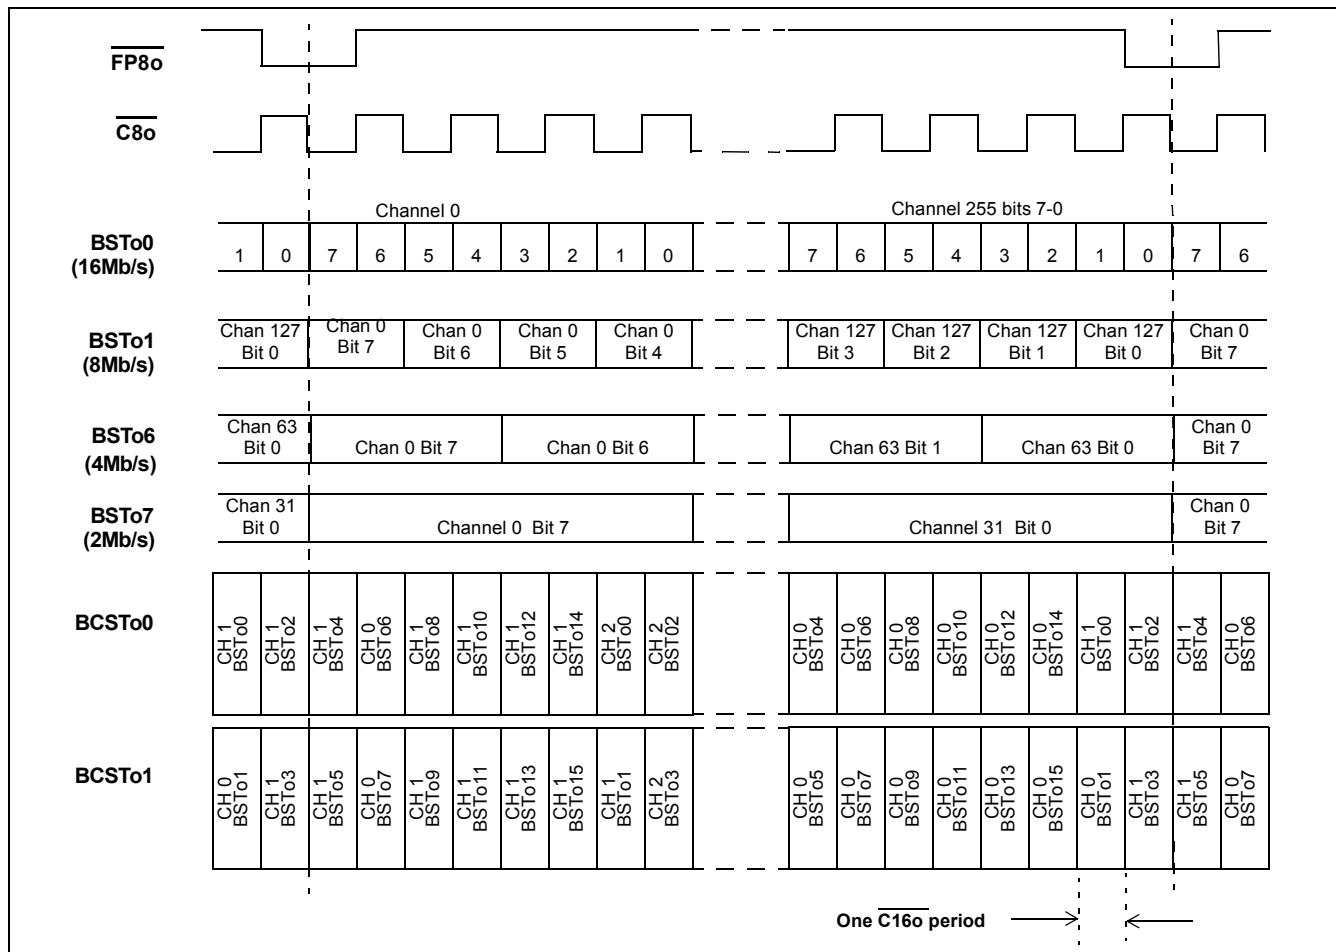 FP8o
C8o
Channel 0
Channel 255 bits 7-0
BSTo0
(16Mb/s)
1 0 7 6 5 4 3 2 1 0 7 6 5 4 3 2 1 0 7 6
BSTo1
(8Mb/s)
Chan 127 Bit 0
Chan 0 Bit 7
Chan 0 Bit 6
Chan 0 Bit 5
Chan 0 Bit 4
Chan 127 Bit 3
Chan 127 Bit 2
Chan 127 Bit 1
Chan 127 Bit 0
Chan 0 Bit 7
BSTo6
(4Mb/s)
Chan 63 Bit 0
Chan 0 Bit 7
Chan 0 Bit 6
Chan 63 Bit 1
Chan 63 Bit 0
Chan 0 Bit 7
BSTo7
(2Mb/s)
Chan 31 Bit 0
Channel 0 Bit 7
Channel 31 Bit 0
Chan 0 Bit 7
BCSTo0
CH 1 BSTo0
CH 1 BSTo2
CH 1 BSTo4
CH 0 BSTo6
CH 1 BSTo8
CH 1 BSTo10
CH 1 BSTo12
CH 1 BSTo14
CH 2 BSTo0
CH 2 BST02
CH 0 BSTo4
CH 0 BSTo6
CH 0 BSTo8
CH 0 BSTo10
CH 0 BSTo12
CH 0 BSTo14
CH 1 BSTo0
CH 1 BSTo2
CH 1 BSTo4
CH 0 BSTo6
BCSTo1
CH 0 BSTo1
CH 1 BSTo3
CH 1 BSTo5
CH 0 BSTo7
CH 1 BSTo9
CH 1 BSTo11
CH 1 BSTo13
CH 1 BSTo15
CH 1 BSTo1
CH 2 BSTo3
CH 0 BSTo5
CH 0 BSTo7
CH 0 BSTo9
CH 0 BSTo11
CH 0 BSTo13
CH 0 BSTo15
CH 0 BSTo1
CH 1 BSTo3
CH 1 BSTo5
CH 0 BSTo7
One C16o period